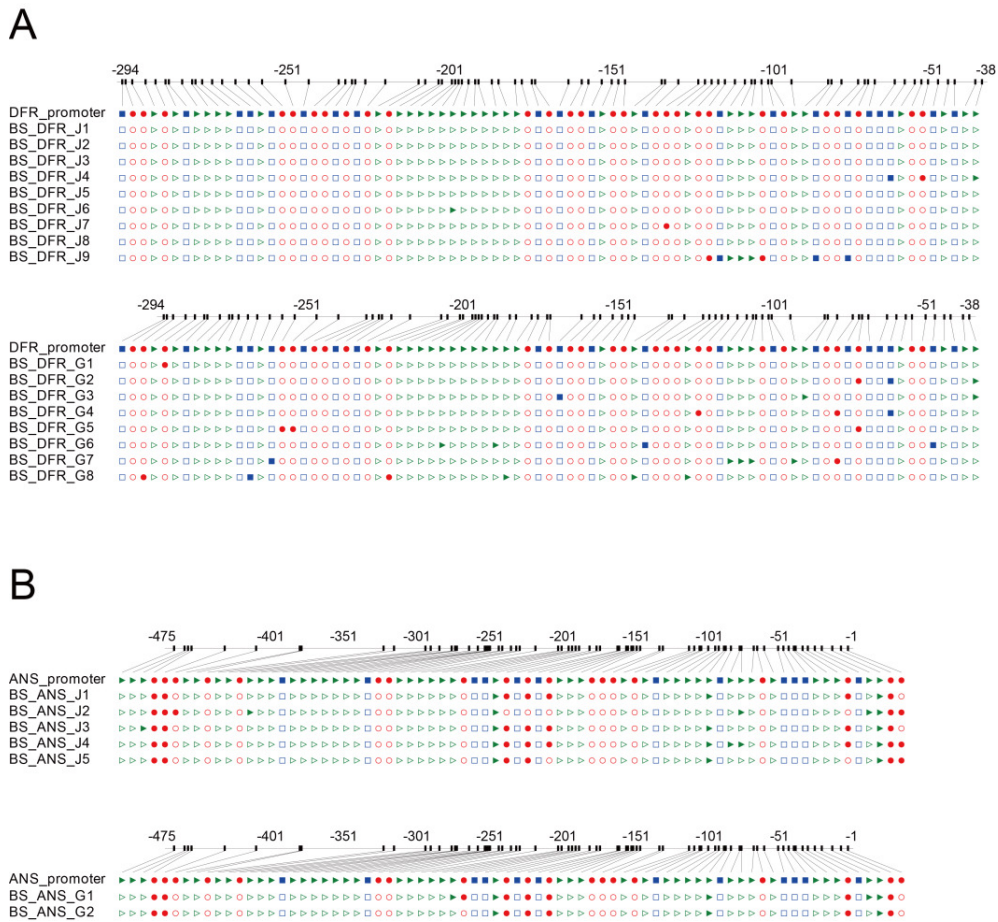 A
-294 -251 -201 -151 -101 -51 -38
DFR_promoter
BS_DFR_J1
BS_DFR_J2
BS_DFR_J3
BS_DFR_J4
BS_DFR_J5
BS_DFR_J6
BS_DFR_J7
BS_DFR_J8
BS_DFR_J9
-294 -251 -201 -151 -101 -51 -38
DFR_promoter
BS_DFR_G1
BS_DFR_G2
BS_DFR_G3
BS_DFR_G4
BS_DFR_G5
BS_DFR_G6
BS_DFR_G7
BS_DFR_G8
B
-475 -401 -351 -301 -251 -201 -151 -101 -51 -1
ANS_promoter
BS_ANS_J1
BS_ANS_J2
BS_ANS_J3
BS_ANS_J4
BS_ANS_J5
-475 -401 -351 -301 -251 -201 -151 -101 -51 -1
ANS_promoter
BS_ANS_G1
BS_ANS_G2